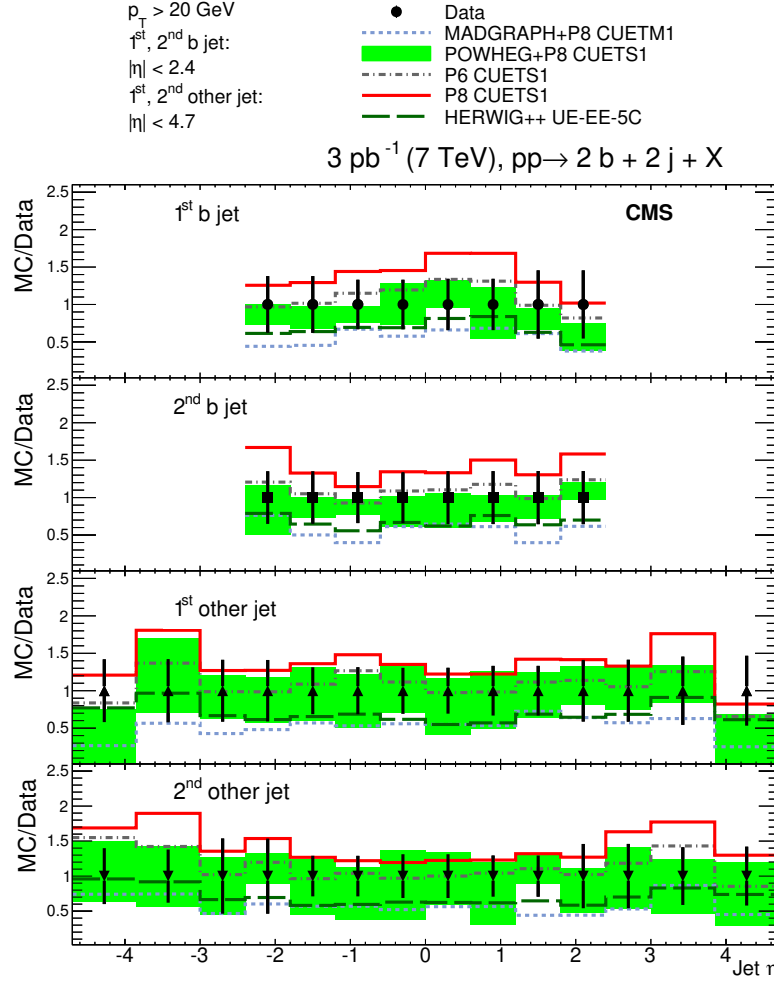 p_T > 20 GeV
1st, 2nd b jet:
|η| < 2.4
1st, 2nd other jet:
|η| < 4.7
Data
MADGRAPH+P8 CUETM1
POWHEG+P8 CUETS1
P6 CUETS1
P8 CUETS1
HERWIG++ UE-EE-5C
3 pb⁻¹ (7 TeV), pp→ 2 b + 2 j + X
MC/Data
2.5
2
1.5
1
0.5
1st b jet
CMS
MC/Data
2.5
2
1.5
1
0.5
2nd b jet
MC/Data
2.5
2
1.5
1
0.5
1st other jet
MC/Data
2.5
2
1.5
1
0.5
2nd other jet
-4 -3 -2 -1 0 1 2 3 4
Jet η